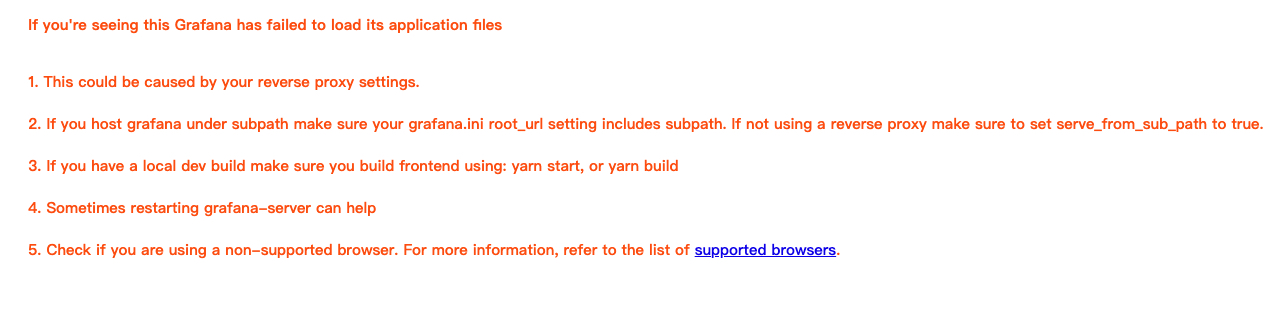 If you're seeing this Grafana has failed to load its application files
1. This could be caused by your reverse proxy settings.
2. If you host grafana under subpath make sure your grafana.ini root_url setting includes subpath. If not using a reverse proxy make sure to set serve_from_sub_path to true.
3. If you have a local dev build make sure you build frontend using: yarn start, or yarn build
4. Sometimes restarting grafana-server can help
5. Check if you are using a non-supported browser. For more information, refer to the list of supported browsers.